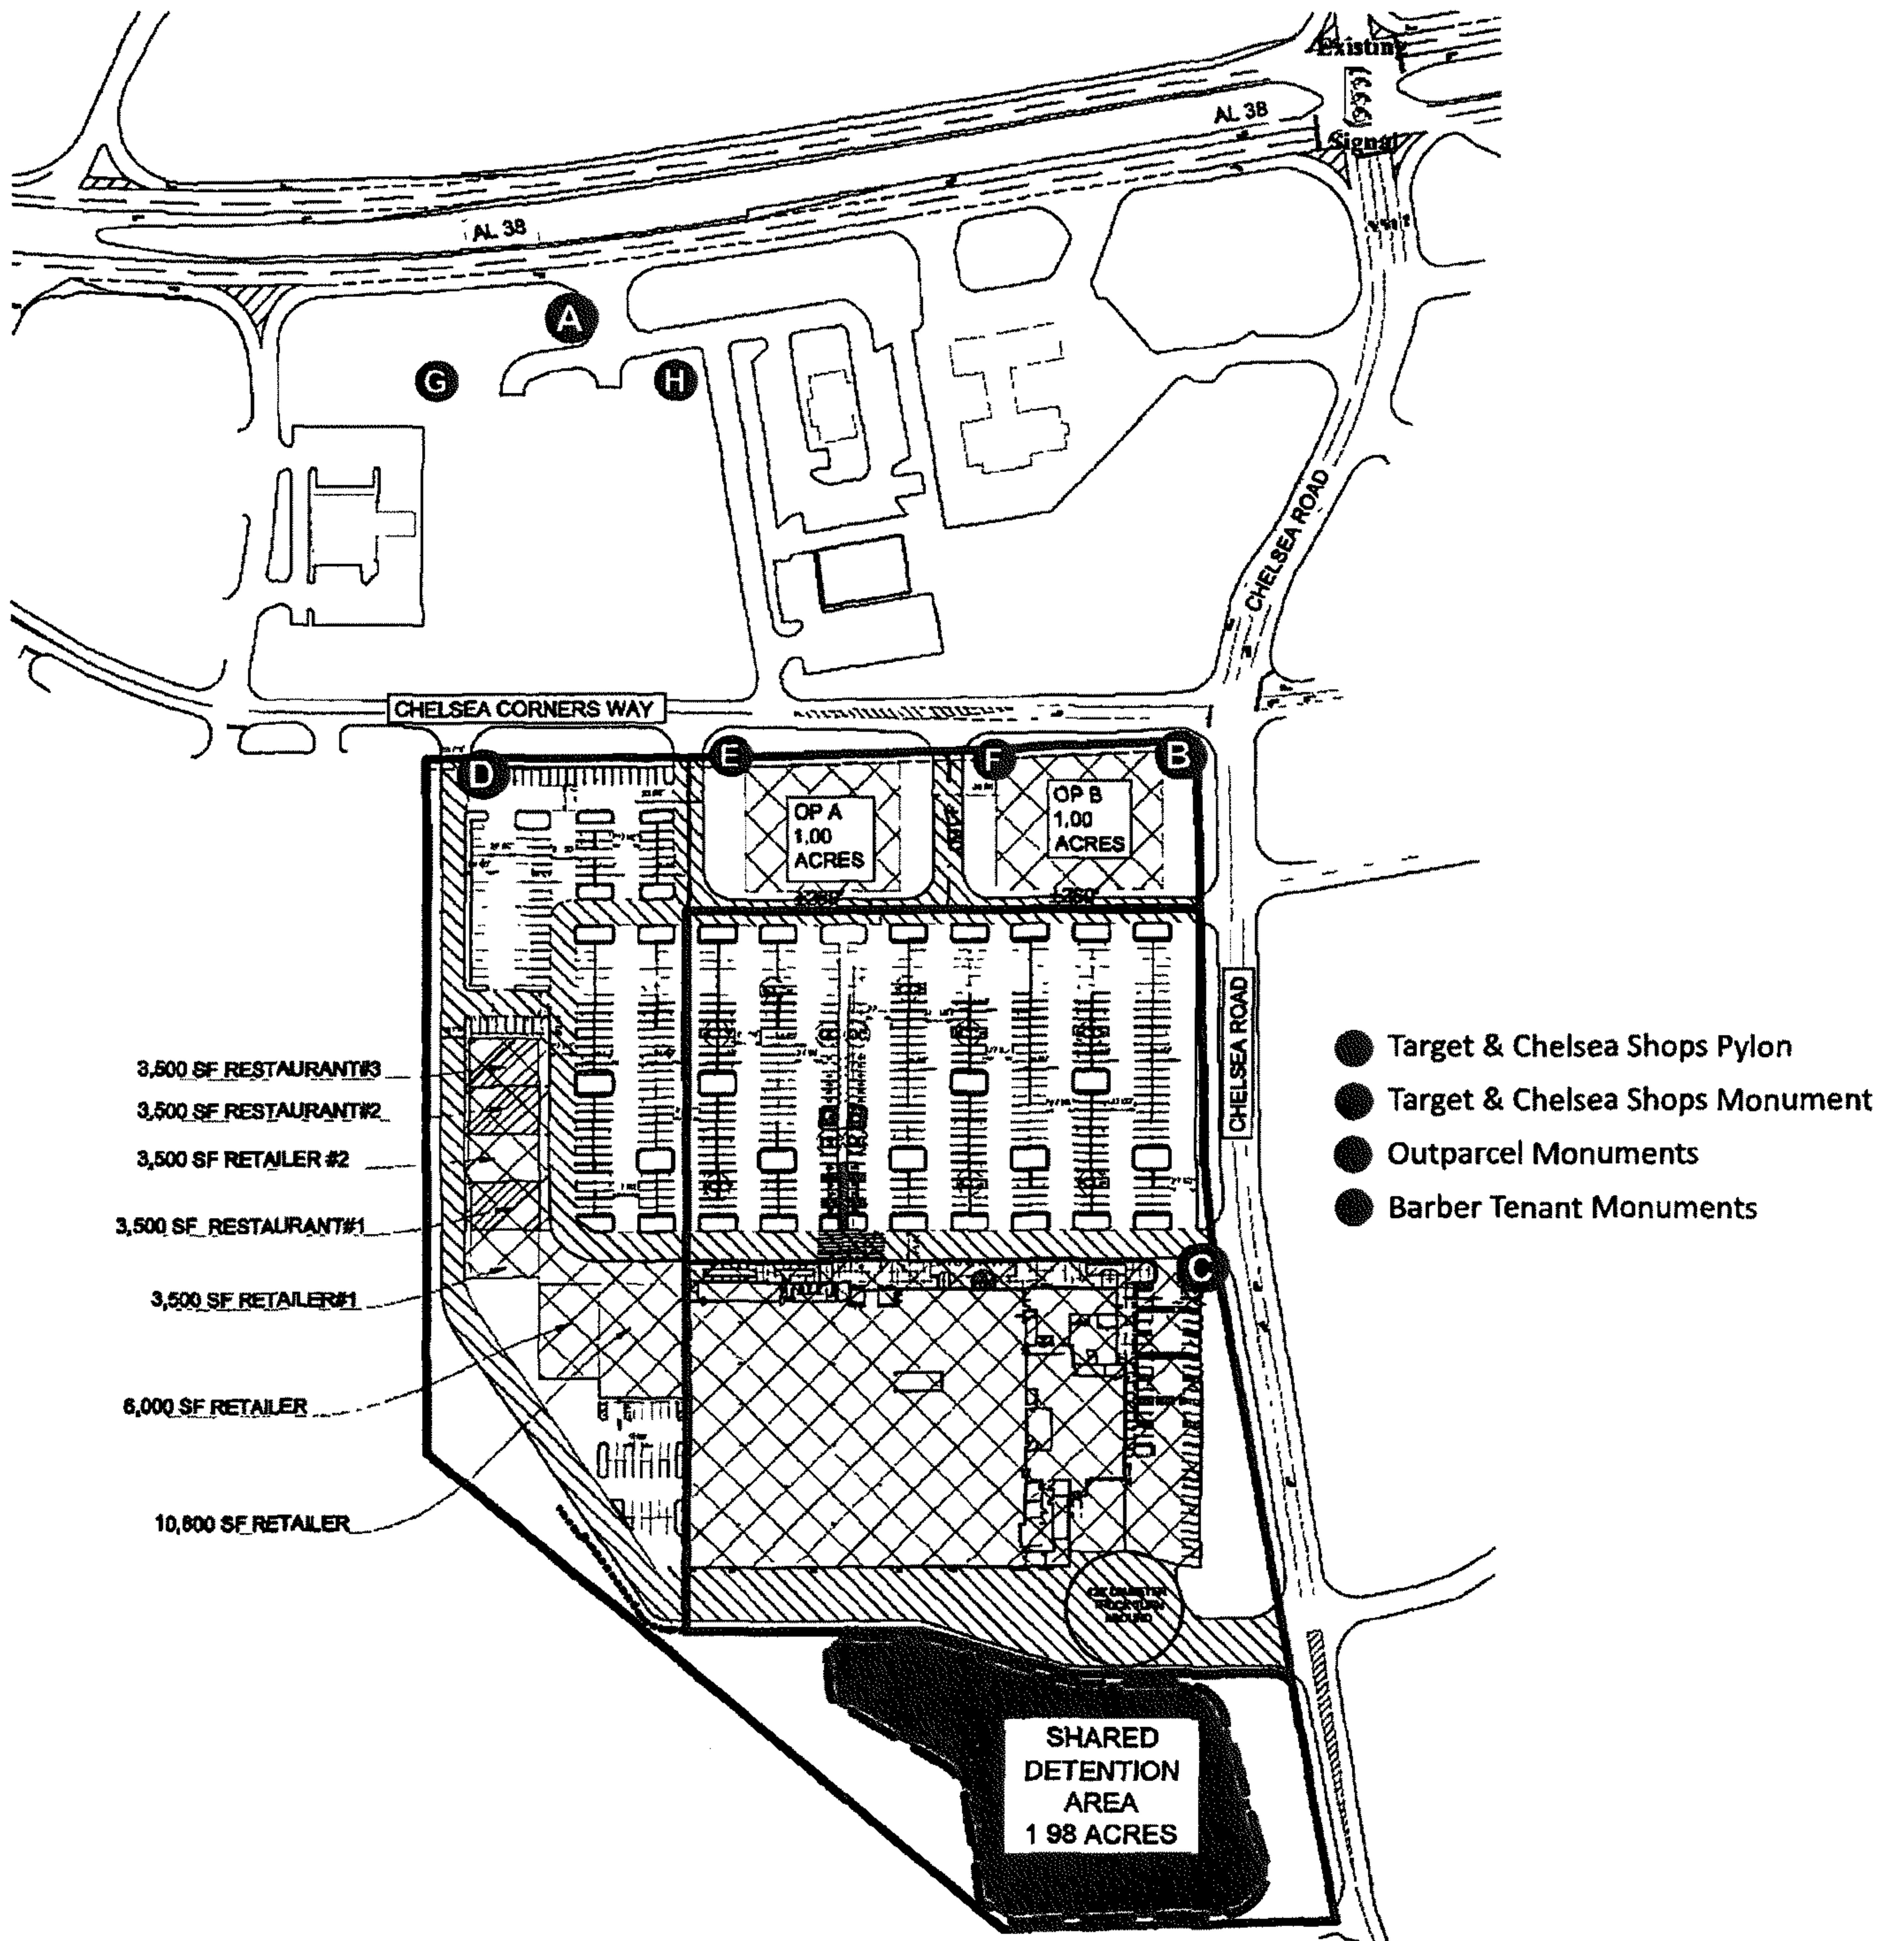 Existing
AL 38
Signal
AL 38
A
G
H
CHELSEA ROAD
CHELSEA CORNERS WAY
D
E
F
B
OP A
1,00
ACRES
OP B
1,00
ACRES
CHELSEA ROAD
Target & Chelsea Shops Pylon
Target & Chelsea Shops Monument
Outparcel Monuments
Barber Tenant Monuments
3,500 SF RESTAURANT#3
3,500 SF RESTAURANT#2
3,500 SF RETAILER #2
3,500 SF RESTAURANT#1
3,500 SF RETAILER#1
C
6,000 SF RETAILER
10,800 SF RETAILER
SHARED
DETENTION
AREA
1 98 ACRES